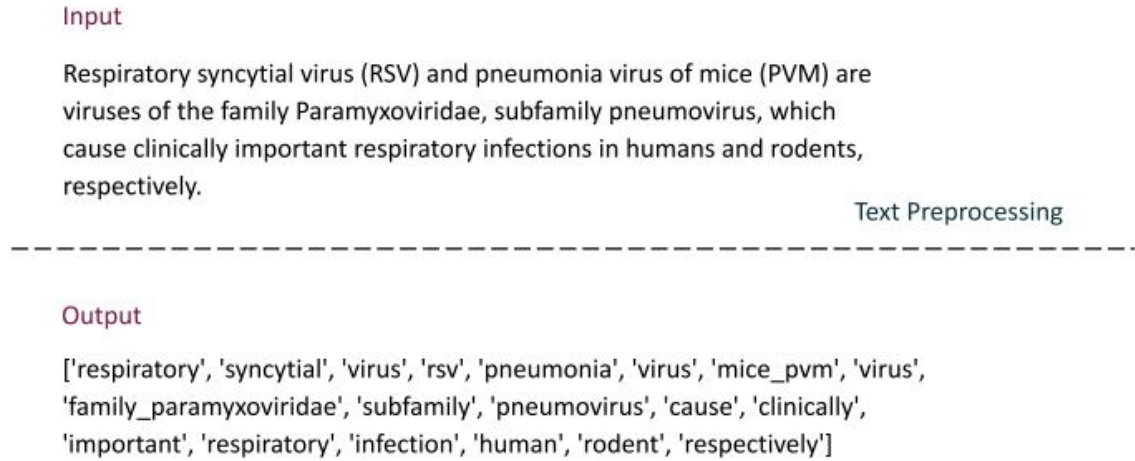 Input
Respiratory syncytial virus (RSV) and pneumonia virus of mice (PVM) are
viruses of the family Paramyxoviridae, subfamily pneumovirus, which
cause clinically important respiratory infections in humans and rodents,
respectively.
Text Preprocessing
Output
['respiratory', 'syncytial', 'virus', 'rsv', 'pneumonia', 'virus', 'mice_pvm', 'virus',
'family_paramyxoviridae', 'subfamily', 'pneumovirus', 'cause', 'clinically',
'important', 'respiratory', 'infection', 'human', 'rodent', 'respectively']